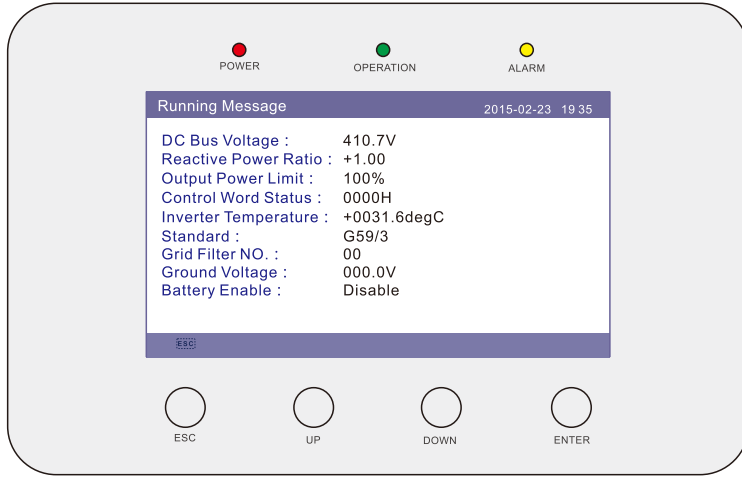 POWER OPERATION ALARM
Running Message 2015-02-23 19 35
DC Bus Voltage : 410.7V
Reactive Power Ratio : +1.00
Output Power Limit : 100%
Control Word Status : 0000H
Inverter Temperature : +0031.6degC
Standard : G59/3
Grid Filter NO. : 00
Ground Voltage : 000.0V
Battery Enable : Disable
ESC
ESC UP DOWN ENTER